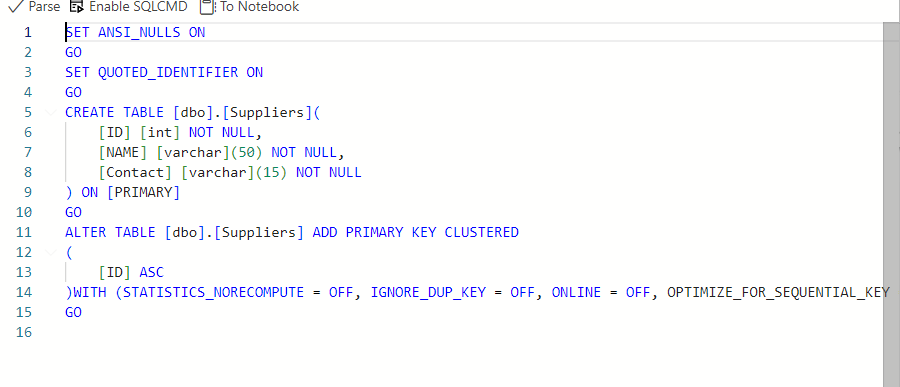 Parse Enable SQLCMD To Notebook
1 SET ANSI_NULLS ON
2 GO
3 SET QUOTED_IDENTIFIER ON
4 GO
5 CREATE TABLE [dbo].[Suppliers](
6 [ID] [int] NOT NULL,
7 [NAME] [varchar](50) NOT NULL,
8 [Contact] [varchar](15) NOT NULL
9 ) ON [PRIMARY]
10 GO
11 ALTER TABLE [dbo].[Suppliers] ADD PRIMARY KEY CLUSTERED
12 (
13 [ID] ASC
14 )WITH (STATISTICS_NORECOMPUTE = OFF, IGNORE_DUP_KEY = OFF, ONLINE = OFF, OPTIMIZE_FOR_SEQUENTIAL_KEY
15 GO
16